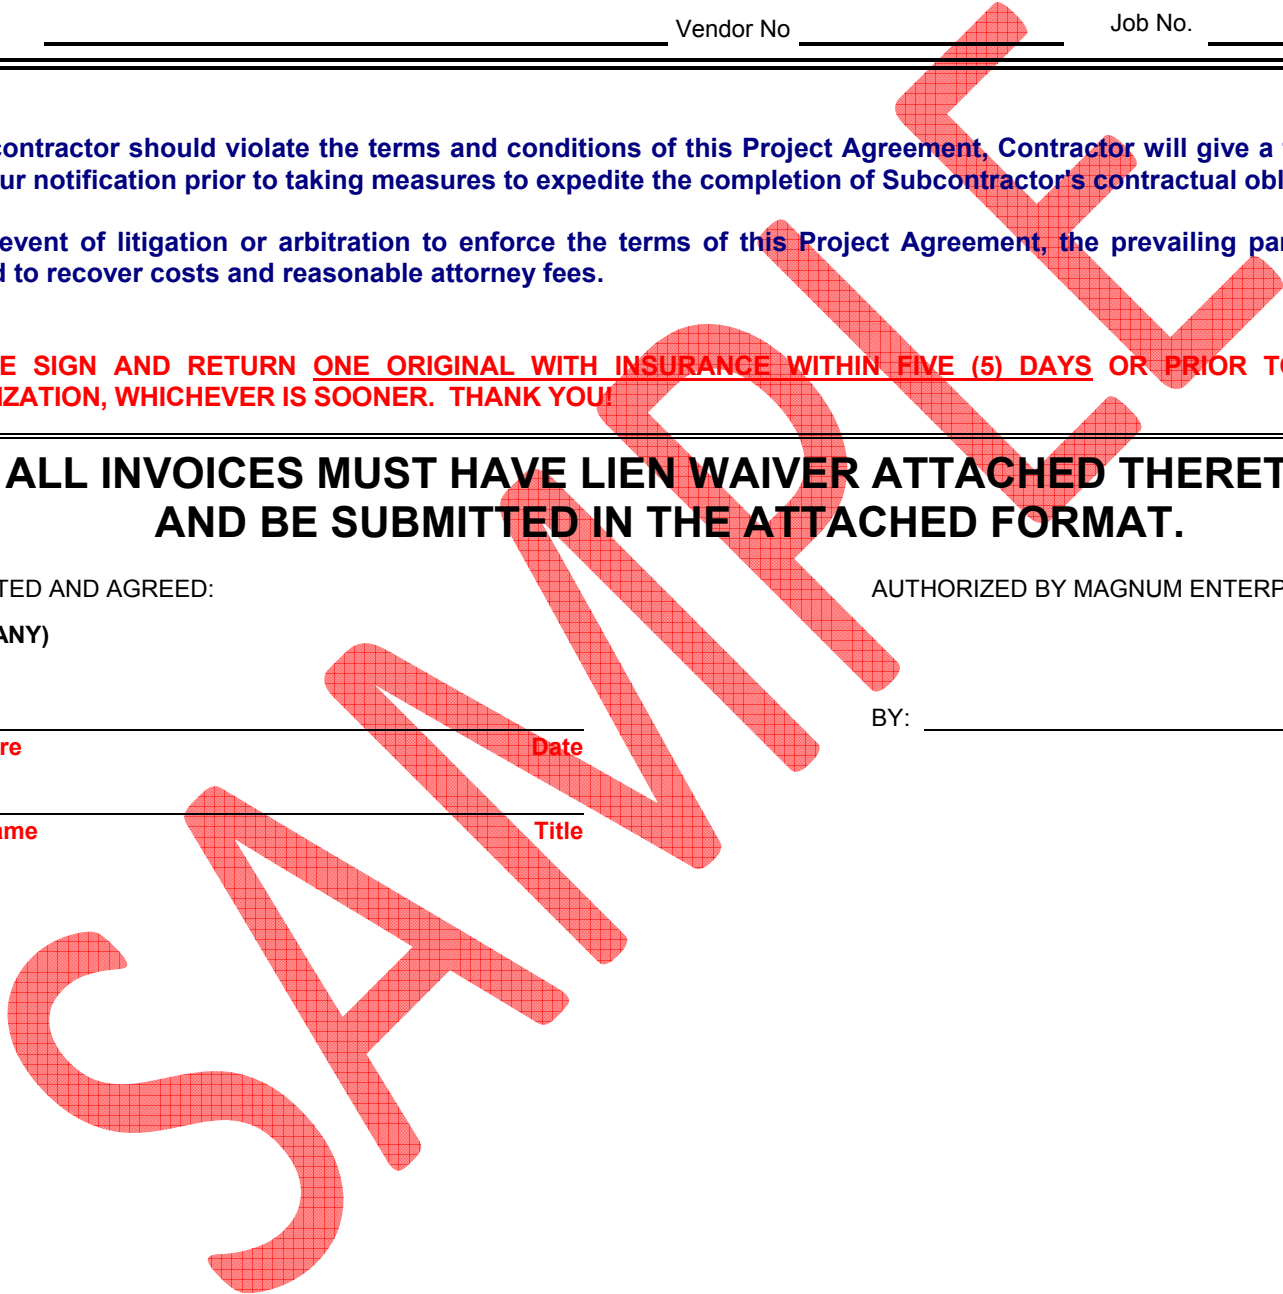 Vendor No Job No.
contractor should violate the terms and conditions of this Project Agreement, Contractor will give a
ur notification prior to taking measures to expedite the completion of Subcontractor's contractual obl
event of litigation or arbitration to enforce the terms of this Project Agreement, the prevailing par
d to recover costs and reasonable attorney fees.
E SIGN AND RETURN ONE ORIGINAL WITH INSURANCE WITHIN FIVE (5) DAYS OR PRIOR TO
IZATION, WHICHEVER IS SOONER. THANK YOU!
ALL INVOICES MUST HAVE LIEN WAIVER ATTACHED THERET
AND BE SUBMITTED IN THE ATTACHED FORMAT.
TED AND AGREED: AUTHORIZED BY MAGNUM ENTERP
ANY)
BY:
re Date
ame Title
SAMPLE